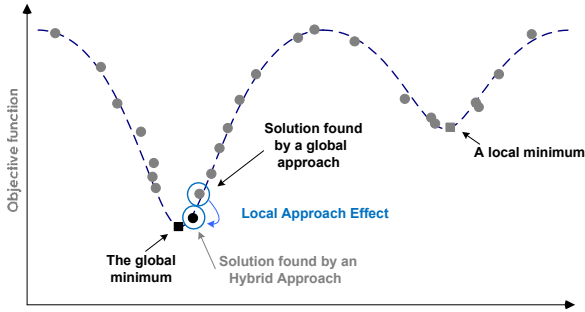 Objective function
Solution found
by a global
approach
A local minimum
Local Approach Effect
The global
minimum
Solution found by an
Hybrid Approach